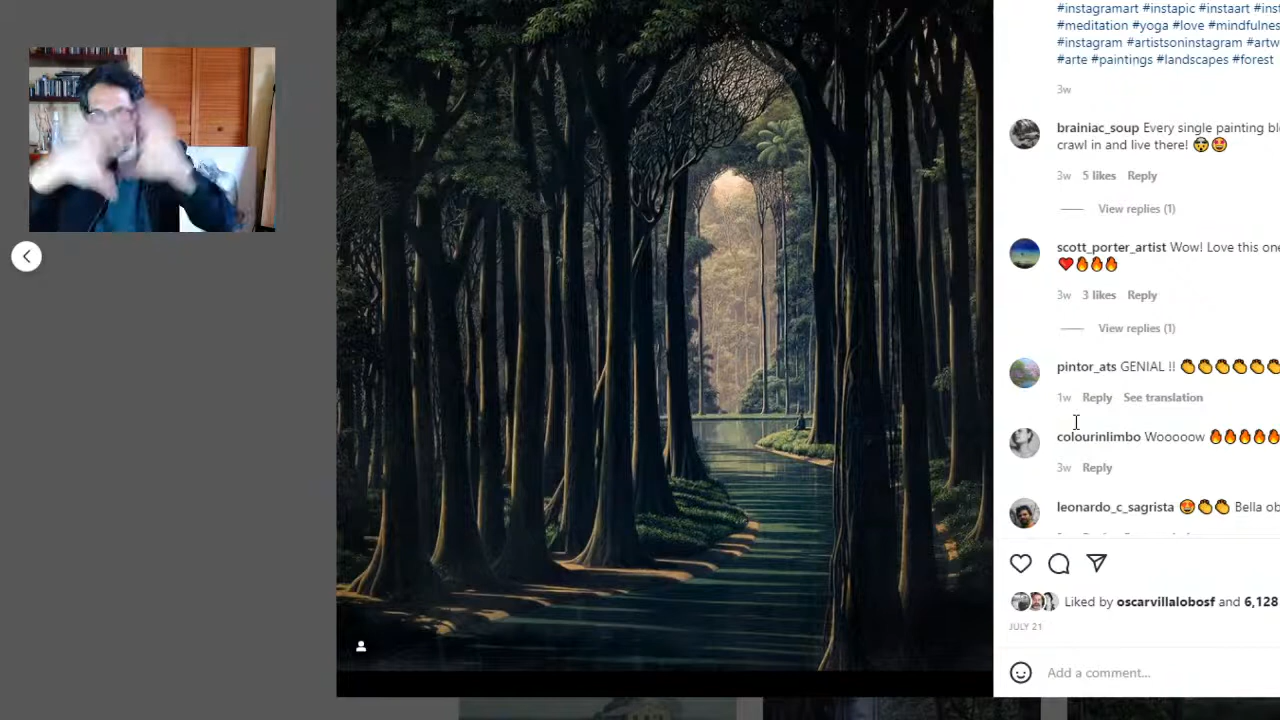 #instagramart #instapic #instaart
#meditation #yoga #love
#instagram #artistsoninstagram
#arte #paintings #landscapes #forest
3w
brainiac_soup Every single painting
crawl in and live there! 😵🤩
3w 5 likes Reply
View replies (1)
scott_porter_artist Wow! Love this
❤️🔥🔥🔥
3w 3 likes Reply
View replies (1)
pintor_ats GENIAL !! 👏👏👏👏👏👏
1w Reply See translation
colourinlimbo Wooooow 🔥🔥🔥🔥🔥
3w Reply
leonardo_c_sagrista 😍👏👏 Bella
Liked by oscarvillalobosf and 6,128
JULY 21
Add a comment...